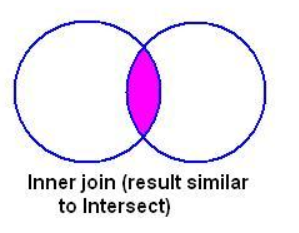 Inner join (result similar
to Intersect)